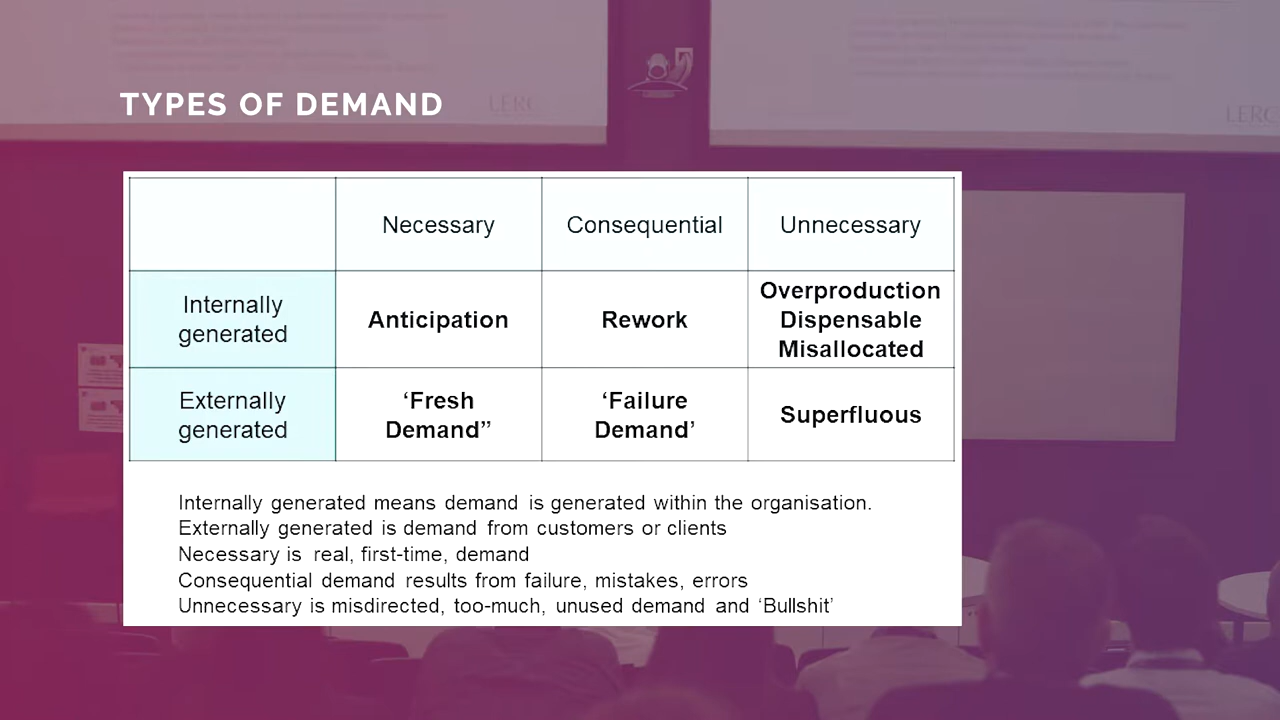 TYPES OF DEMAND
LERC
LERC
Necessary
Consequential
Unnecessary
Internally
generated
Anticipation
Rework
Overproduction
Dispensable
Misallocated
Externally
generated
‘Fresh
Demand”
‘Failure
Demand’
Superfluous
Internally generated means demand is generated within the organisation.
Externally generated is demand from customers or clients
Necessary is real, first-time, demand
Consequential demand results from failure, mistakes, errors
Unnecessary is misdirected, too-much, unused demand and ‘Bullshit’